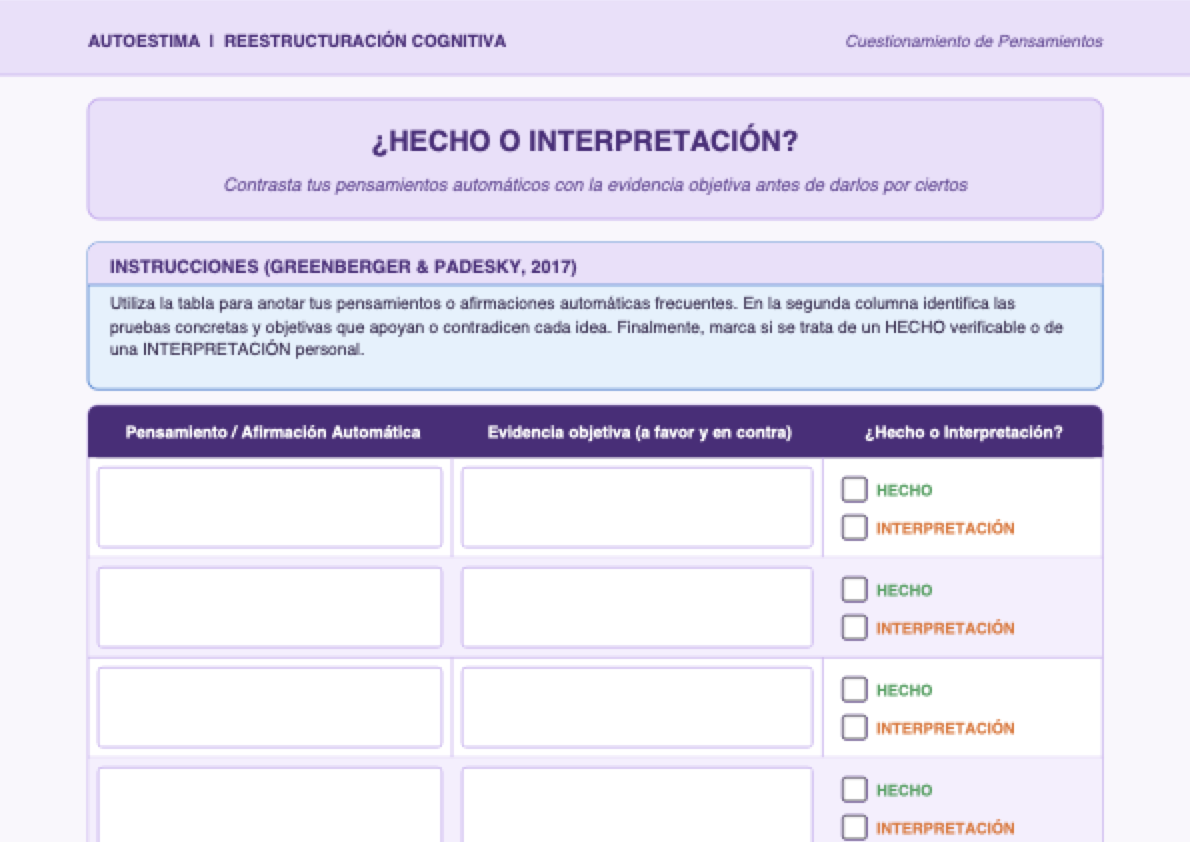 AUTOESTIMA | REESTRUCTURACIÓN COGNITIVA
Cuestionamiento de Pensamientos
¿HECHO O INTERPRETACIÓN?
Contrasta tus pensamientos automáticos con la evidencia objetiva antes de darlos por ciertos
INSTRUCCIONES (GREENBERGER & PADESKY, 2017)
Utiliza la tabla para anotar tus pensamientos o afirmaciones automáticas frecuentes. En la segunda columna identifica las
pruebas concretas y objetivas que apoyan o contradicen cada idea. Finalmente, marca si se trata de un HECHO verificable o de
una INTERPRETACIÓN personal.
Pensamiento / Afirmación Automática
Evidencia objetiva (a favor y en contra)
¿Hecho o Interpretación?
HECHO
INTERPRETACIÓN
HECHO
INTERPRETACIÓN
HECHO
INTERPRETACIÓN
HECHO
INTERPRETACIÓN